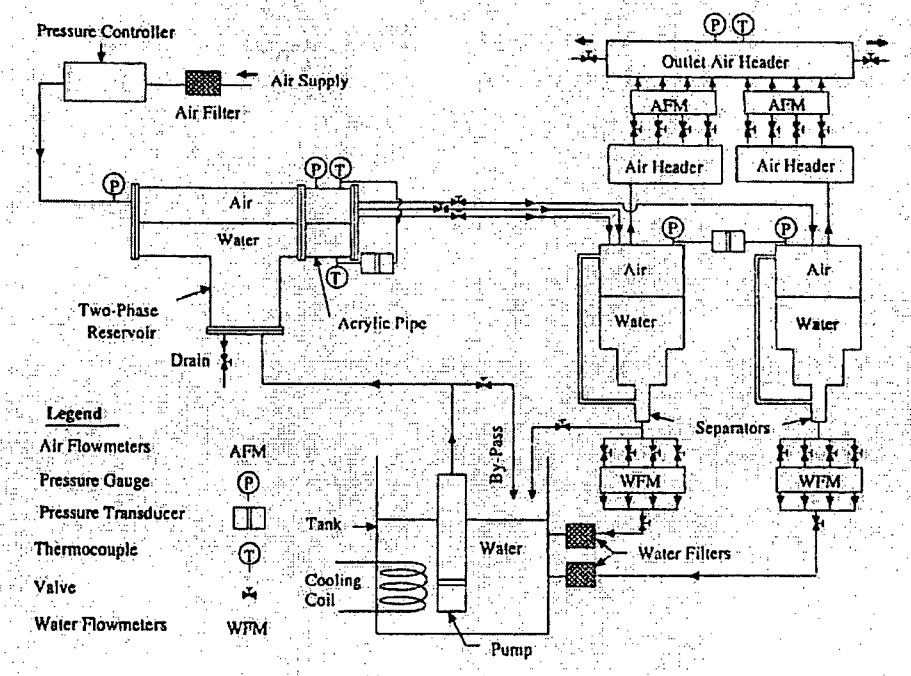 Pressure Controller
Air Supply
Air Filter
P
T
Outlet Air Header
AFM
AFM
Air Header
Air Header
P
P
T
Air
Water
T
Two-Phase
Reservoir
Acrylic Pipe
Drain
P
P
Air
Air
Water
Water
Separators
By-Pass
WFM
WFM
Tank
Water
Water Filters
Cooling
Coil
Pump
Legend
Air Flowmeters
AFM
Pressure Gauge
P
Pressure Transducer
Thermocouple
T
Valve
Water Flowmeters
WFM